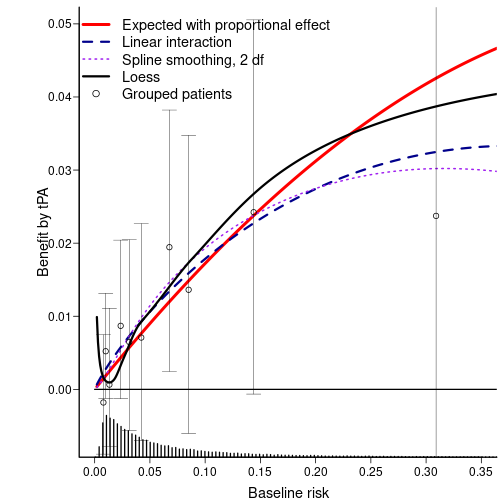 Expected with proportional effect
Linear interaction
Spline smoothing, 2 df
Loess
Grouped patients
Benefit by tPA
0.05
0.04
0.03
0.02
0.01
0.00
0.00 0.05 0.10 0.15 0.20 0.25 0.30 0.35
Baseline risk